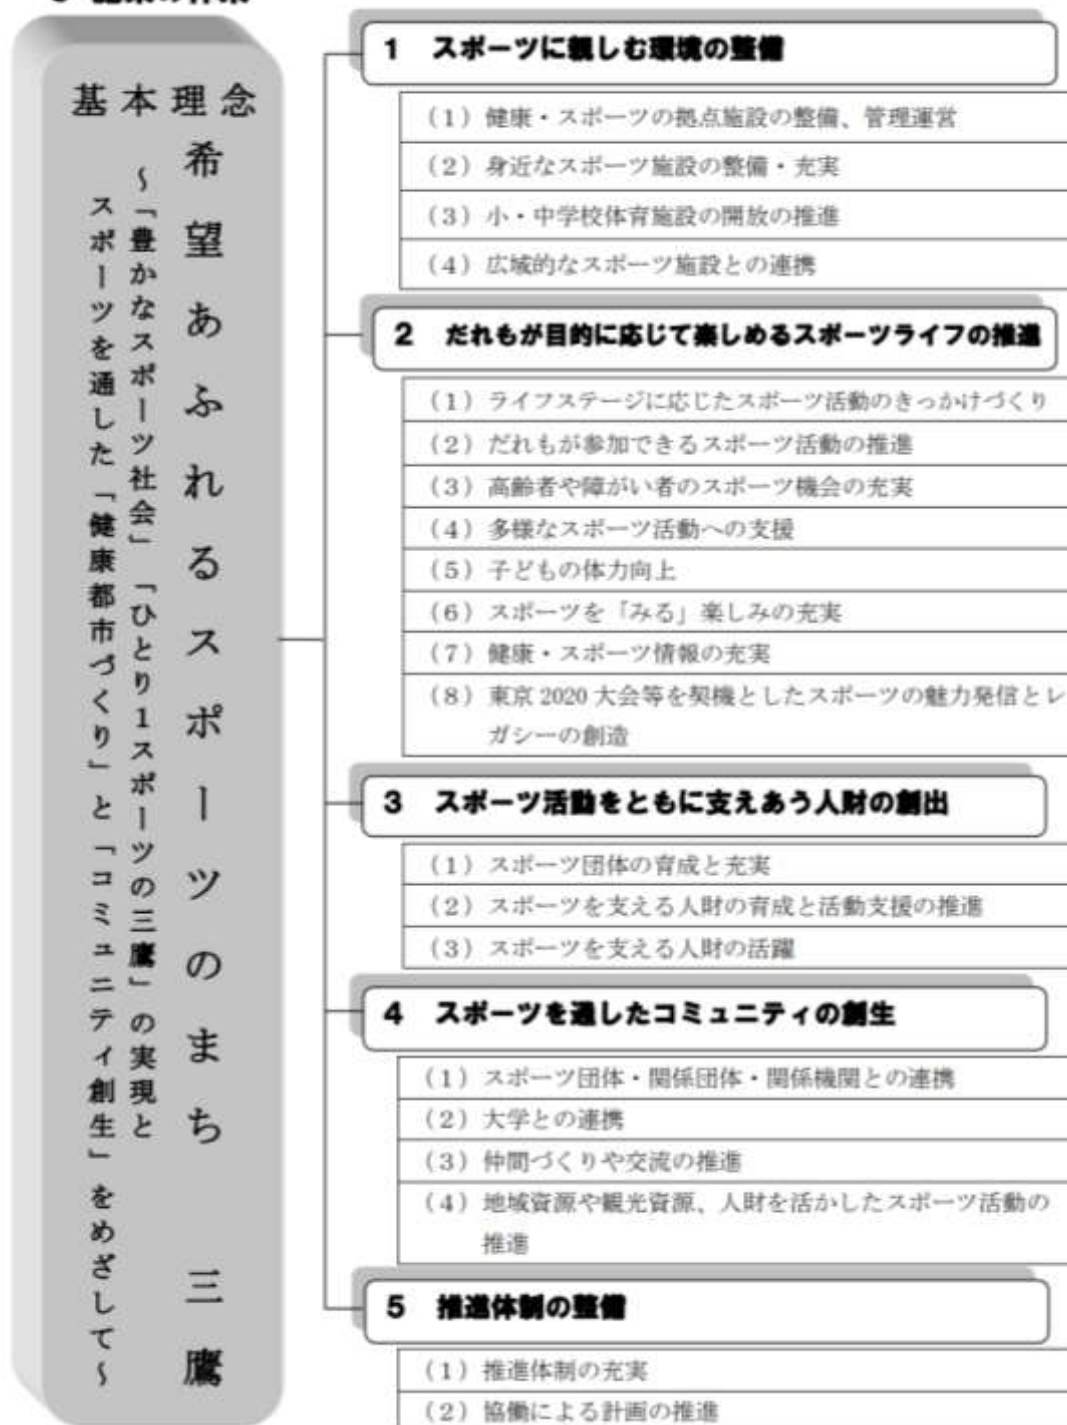 基本理念
希望あふれるスポーツのまち 三鷹
~「豊かなスポーツ社会」「ひとり1スポーツの三鷹」の実現と
スポーツを通した「健康都市づくり」と「コミュニティ創生」をめざして~
1 スポーツに親しむ環境の整備
(1)健康・スポーツの拠点施設の整備、管理運営
(2)身近なスポーツ施設の整備・充実
(3)小・中学校体育施設の開放の推進
(4)広域的なスポーツ施設との連携
2 だれもが目的に応じて楽しめるスポーツライフの推進
(1)ライフステージに応じたスポーツ活動のきっかけづくり
(2)だれもが参加できるスポーツ活動の推進
(3)高齢者や障がい者のスポーツ機会の充実
(4)多様なスポーツ活動への支援
(5)子どもの体力向上
(6)スポーツを「みる」楽しみの充実
(7)健康・スポーツ情報の充実
(8)東京2020大会等を契機としたスポーツの魅力発信とレ
ガシーの創造
3 スポーツ活動をともに支えあう人財の創出
(1)スポーツ団体の育成と充実
(2)スポーツを支える人財の育成と活動支援の推進
(3)スポーツを支える人財の活躍
4 スポーツを通したコミュニティの創生
(1)スポーツ団体・関係団体・関係機関との連携
(2)大学との連携
(3)仲間づくりや交流の推進
(4)地域資源や観光資源、人財を活かしたスポーツ活動の
推進
5 推進体制の整備
(1)推進体制の充実
(2)協働による計画の推進